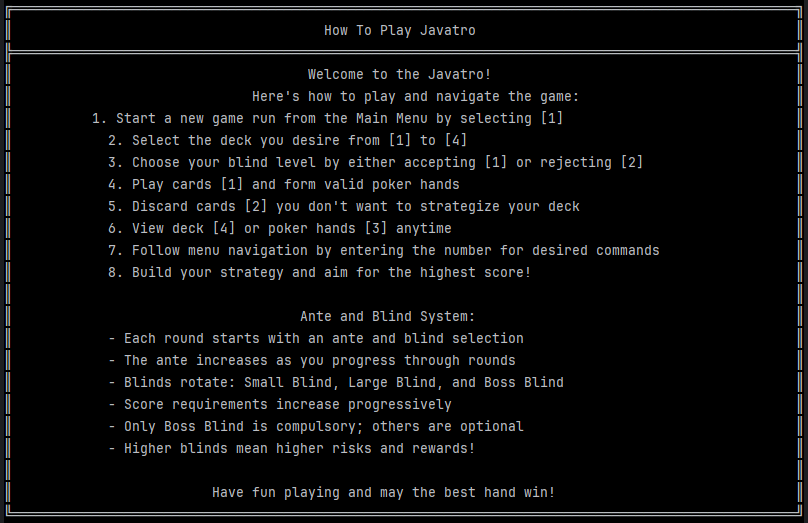 How To Play Javatro
Welcome to the Javatro!
Here's how to play and navigate the game:
1. Start a new game run from the Main Menu by selecting [1]
2. Select the deck you desire from [1] to [4]
3. Choose your blind level by either accepting [1] or rejecting [2]
4. Play cards [1] and form valid poker hands
5. Discard cards [2] you don't want to strategize your deck
6. View deck [4] or poker hands [3] anytime
7. Follow menu navigation by entering the number for desired commands
8. Build your strategy and aim for the highest score!
Ante and Blind System:
- Each round starts with an ante and blind selection
- The ante increases as you progress through rounds
- Blinds rotate: Small Blind, Large Blind, and Boss Blind
- Score requirements increase progressively
- Only Boss Blind is compulsory; others are optional
- Higher blinds mean higher risks and rewards!
Have fun playing and may the best hand win!